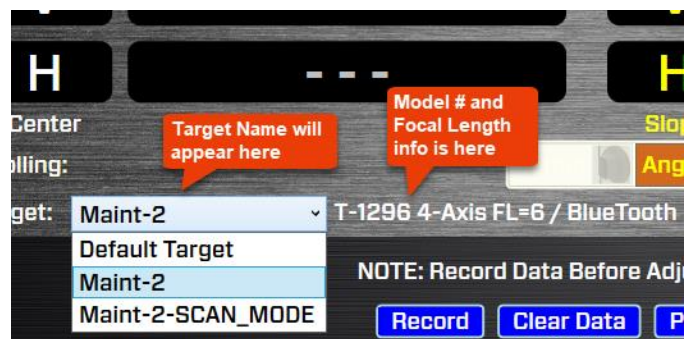 H
- - -
H
Center
Target Name will
appear here
Model # and
Focal Length
info is here
Slop
lling:
Ang
get:
Maint-2
T-1296 4-Axis FL=6 / BlueTooth
Default Target
Maint-2
Maint-2-SCAN_MODE
NOTE: Record Data Before Adj
Record
Clear Data
P